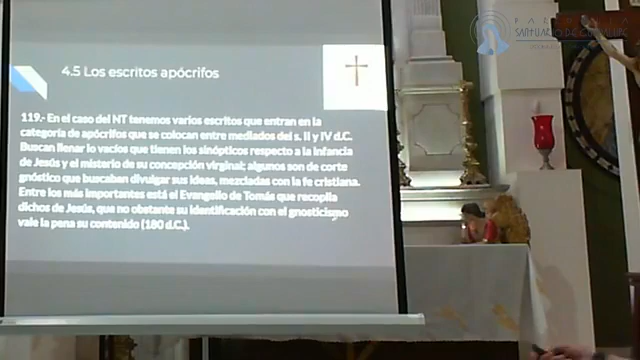 PARROQUIA
SANTUARIO DE GUADALUPE
4.5 Los escritos apócrifos
119.- En el caso del NT tenemos varios escritos que entran en la
categoría de apócrifos que se colocan entre mediados del s. II y IV d.C.
Buscan llenar lo vacíos que tienen los sinópticos respecto a la infancia
de Jesús y el misterio de su concepción virginal; algunos son de corte
gnóstico que buscaban divulgar sus ideas, mezcladas con la fe cristiana.
Entre los más importantes está el Evangelio de Tomás que recopila
dichos de Jesús, que no obstante su identificación con el gnosticismo
vale la pena su contenido (180 d.C.).